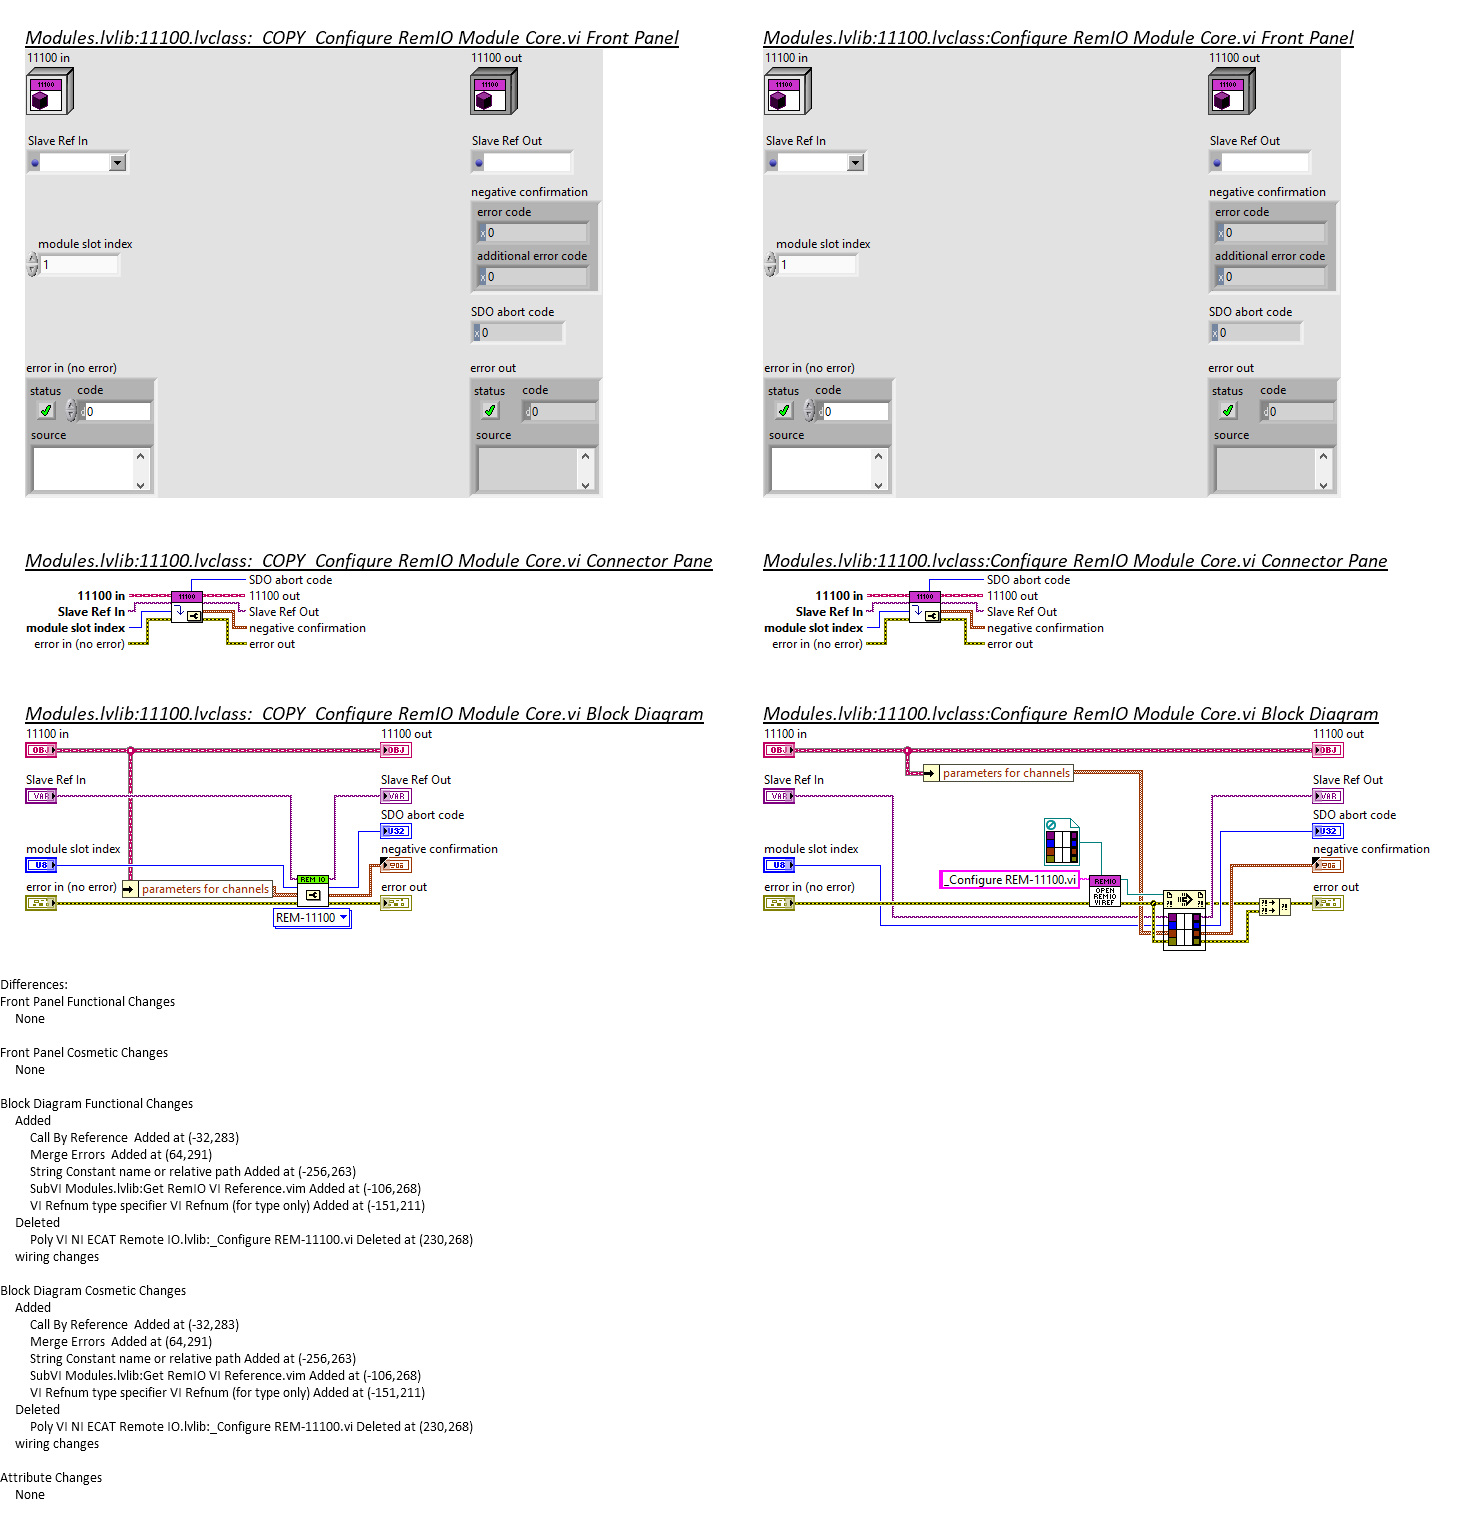 Modules.lvlib:11100.lvclass:_COPY_Configure RemIO Module Core.vi Front Panel
11100 in
11100 out
11100
11100
Slave Ref In
Slave Ref Out
negative confirmation
error code
x 0
module slot index
1
additional error code
x 0
SDO abort code
x 0
error in (no error)
error out
status code
d 0
source
status code
d 0
source
Modules.lvlib:11100.lvclass:Configure RemIO Module Core.vi Front Panel
11100 in
11100 out
11100
11100
Slave Ref In
Slave Ref Out
negative confirmation
error code
x 0
module slot index
1
additional error code
x 0
SDO abort code
x 0
error in (no error)
error out
status code
d 0
source
status code
d 0
source
Modules.lvlib:11100.lvclass:_COPY_Configure RemIO Module Core.vi Connector Pane
SDO abort code
11100 in
11100
11100 out
Slave Ref In
Slave Ref Out
module slot index
negative confirmation
error in (no error)
error out
Modules.lvlib:11100.lvclass:Configure RemIO Module Core.vi Connector Pane
SDO abort code
11100 in
11100
11100 out
Slave Ref In
Slave Ref Out
module slot index
negative confirmation
error in (no error)
error out
Modules.lvlib:11100.lvclass:_COPY_Configure RemIO Module Core.vi Block Diagram
11100 in
11100 out
OBJ
OBJ
Slave Ref In
Slave Ref Out
VAR
VAR
SDO abort code
U32
module slot index
negative confirmation
U8
error in (no error)
parameters for channels
REM IO
error out
REM-11100
Modules.lvlib:11100.lvclass:Configure RemIO Module Core.vi Block Diagram
11100 in
11100 out
OBJ
OBJ
parameters for channels
Slave Ref In
Slave Ref Out
VAR
VAR
SDO abort code
U32
module slot index
negative confirmation
U8
_Configure REM-11100.vi
REMIO
OPEN
REMIO
VI REF
error in (no error)
error out
Differences:
Front Panel Functional Changes
None
Front Panel Cosmetic Changes
None
Block Diagram Functional Changes
Added
Call By Reference  Added at (-32,283)
Merge Errors  Added at (64,291)
String Constant name or relative path Added at (-256,263)
SubVI Modules.lvlib:Get RemIO VI Reference.vim Added at (-106,268)
VI Refnum type specifier VI Refnum (for type only) Added at (-151,211)
Deleted
Poly VI NI ECAT Remote IO.lvlib:_Configure REM-11100.vi Deleted at (230,268)
wiring changes
Block Diagram Cosmetic Changes
Added
Call By Reference  Added at (-32,283)
Merge Errors  Added at (64,291)
String Constant name or relative path Added at (-256,263)
SubVI Modules.lvlib:Get RemIO VI Reference.vim Added at (-106,268)
VI Refnum type specifier VI Refnum (for type only) Added at (-151,211)
Deleted
Poly VI NI ECAT Remote IO.lvlib:_Configure REM-11100.vi Deleted at (230,268)
wiring changes
Attribute Changes
None